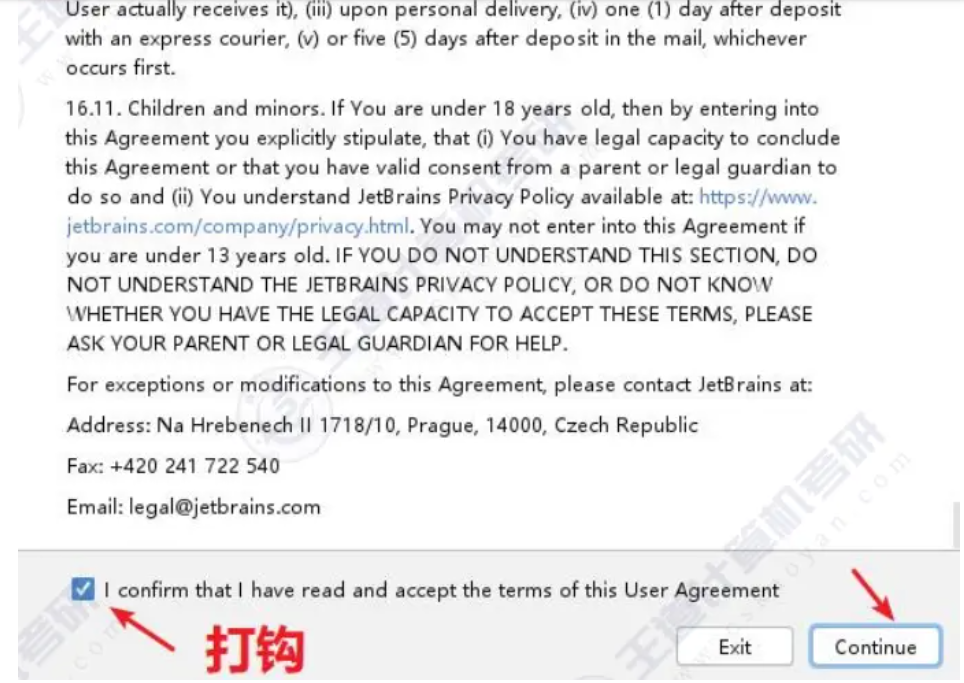 User actually receives it), (iii) upon personal delivery, (iv) one (1) day after deposit
with an express courier, (v) or five (5) days after deposit in the mail, whichever
occurs first.
16.11. Children and minors. If You are under 18 years old, then by entering into
this Agreement you explicitly stipulate, that (i) You have legal capacity to conclude
this Agreement or that you have valid consent from a parent or legal guardian to
do so and (ii) You understand JetBrains Privacy Policy available at: https://www.
jetbrains.com/company/privacy.html. You may not enter into this Agreement if
you are under 13 years old. IF YOU DO NOT UNDERSTAND THIS SECTION, DO
NOT UNDERSTAND THE JETBRAINS PRIVACY POLICY, OR DO NOT KNOW
WHETHER YOU HAVE THE LEGAL CAPACITY TO ACCEPT THESE TERMS, PLEASE
ASK YOUR PARENT OR LEGAL GUARDIAN FOR HELP.
For exceptions or modifications to this Agreement, please contact JetBrains at:
Address: Na Hrebenech II 1718/10, Prague, 14000, Czech Republic
Fax: +420 241 722 540
Email: legal@jetbrains.com
I confirm that I have read and accept the terms of this User Agreement
打钩
Exit
Continue
王道计算机考研